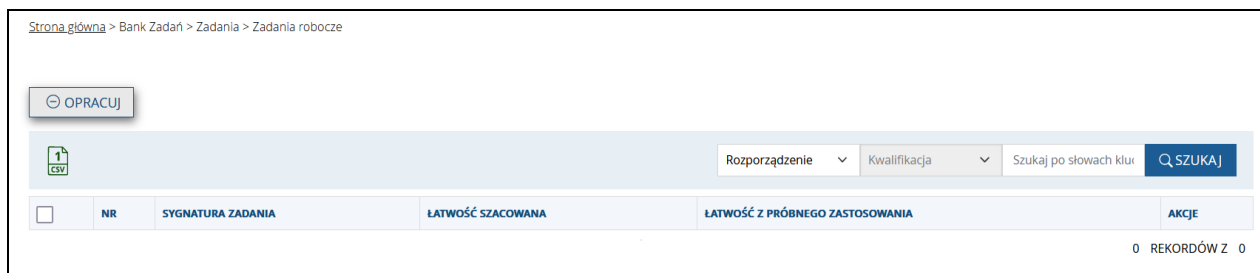 Strona główna > Bank Zadań > Zadania > Zadania robocze
OPRACUJ
1 CSV
Rozporządzenie Kwalifikacja Szukaj po słowach kluc SZUKAJ
NR SYGNATURA ZADANIA ŁATWOŚĆ SZACOWANA ŁATWOŚĆ Z PRÓBNEGO ZASTOSOWANIA AKCJE
0 REKORDÓW Z 0